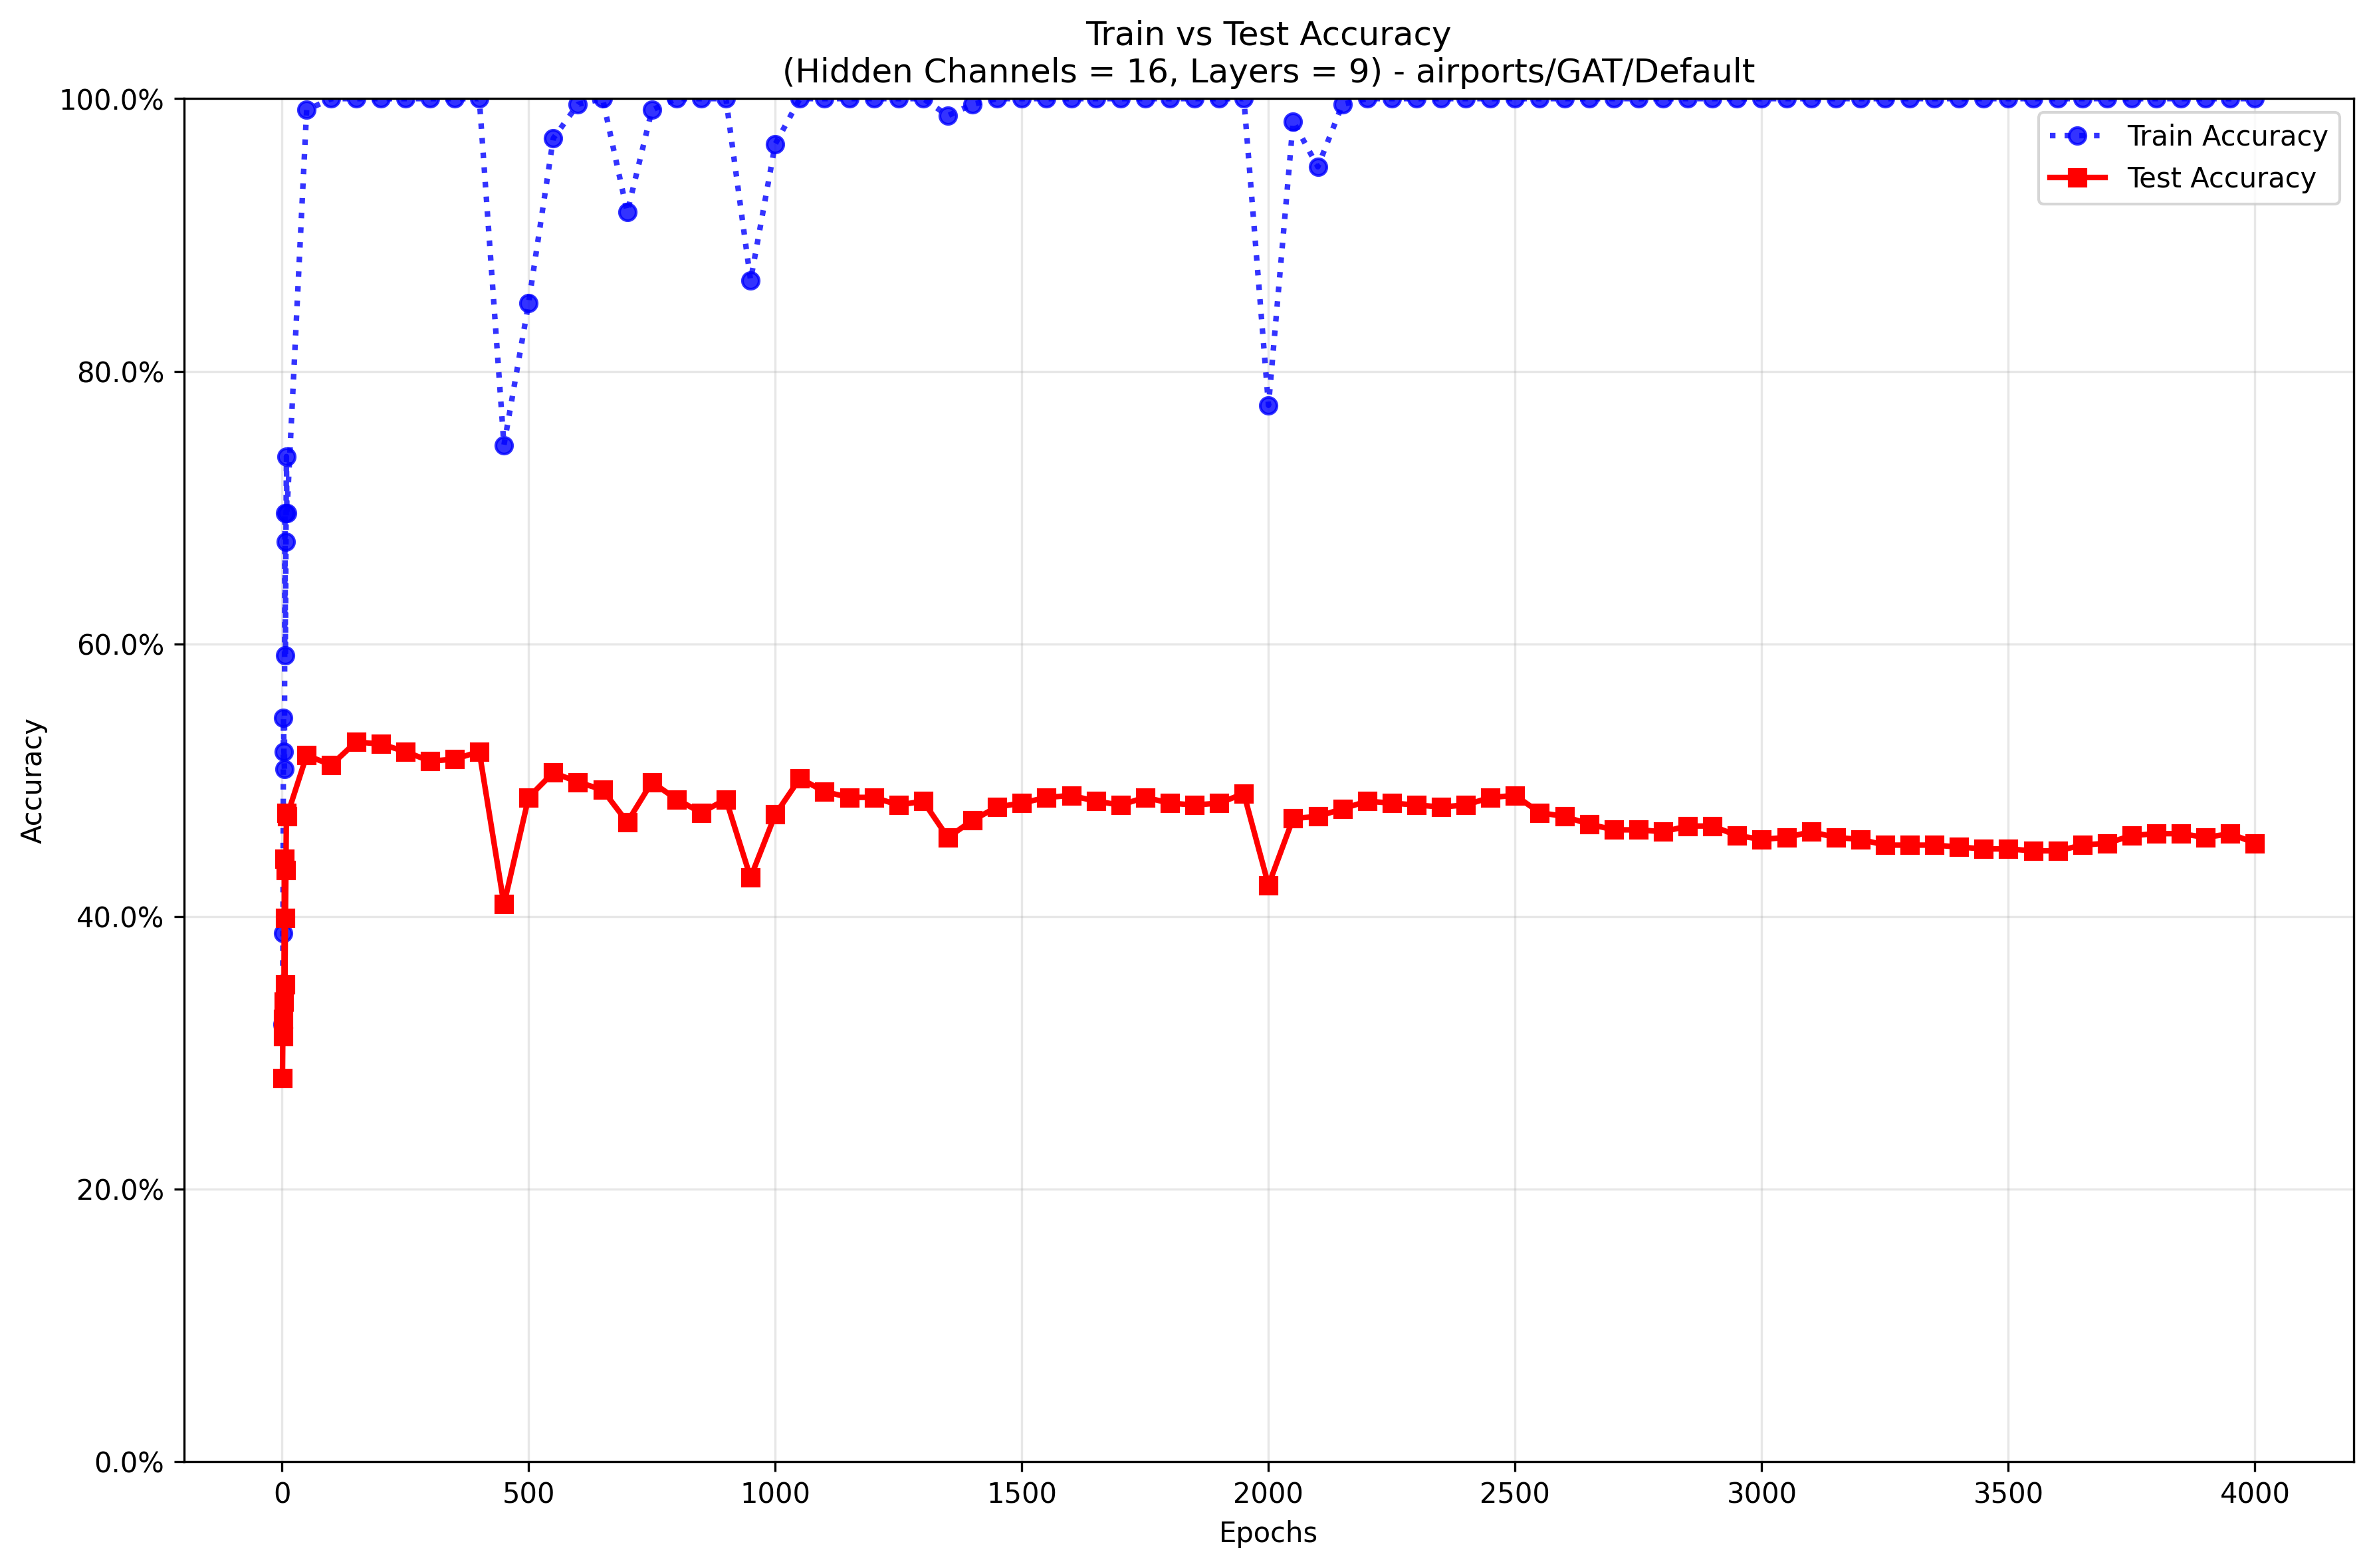 Train vs Test Accuracy
(Hidden Channels = 16, Layers = 9) - airports/GAT/Default
100.0%
80.0%
60.0%
40.0%
20.0%
0.0%
Accuracy
Train Accuracy
Test Accuracy
0 500 1000 1500 2000 2500 3000 3500 4000
Epochs